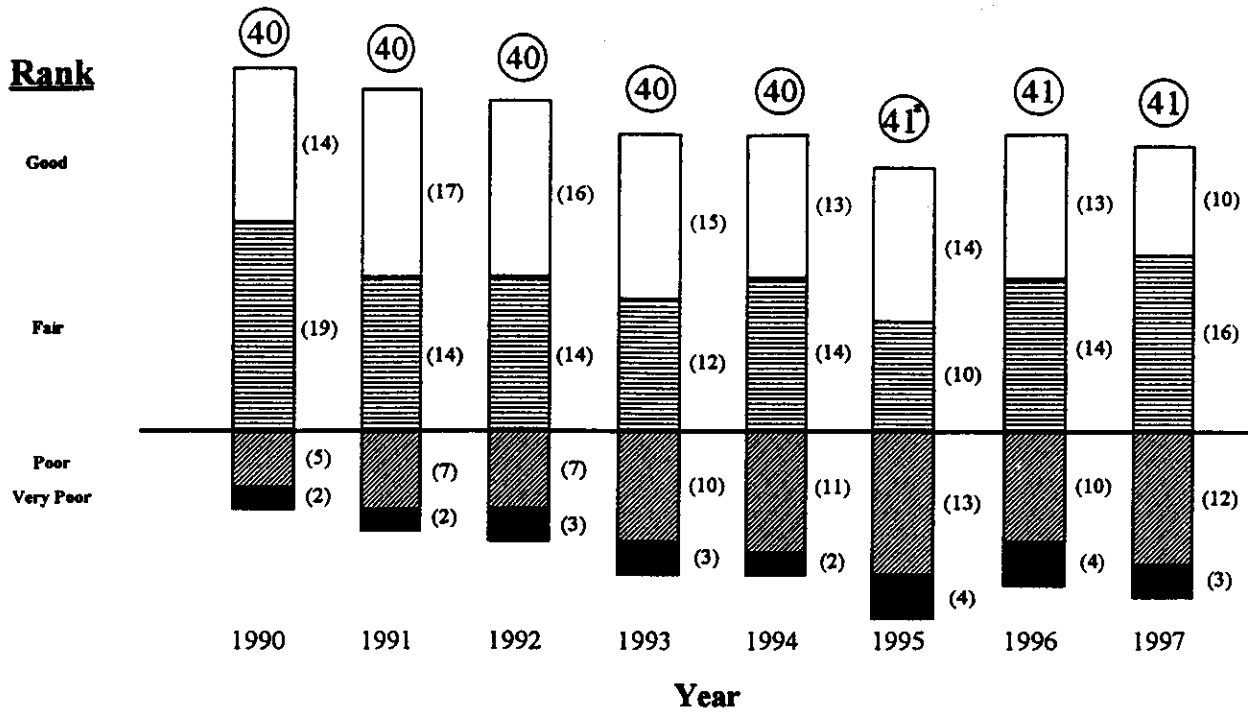 40 40 40 40 40 41* 41 41
Rank
Good
(14) (17) (16) (15) (13) (14) (13) (10)
Fair
(19) (14) (14) (12) (14) (10) (14) (16)
Poor
(5) (7) (7) (10) (11) (13) (10) (12)
Very Poor
(2) (2) (3) (3) (2) (4) (4) (3)
1990 1991 1992 1993 1994 1995 1996 1997
Year